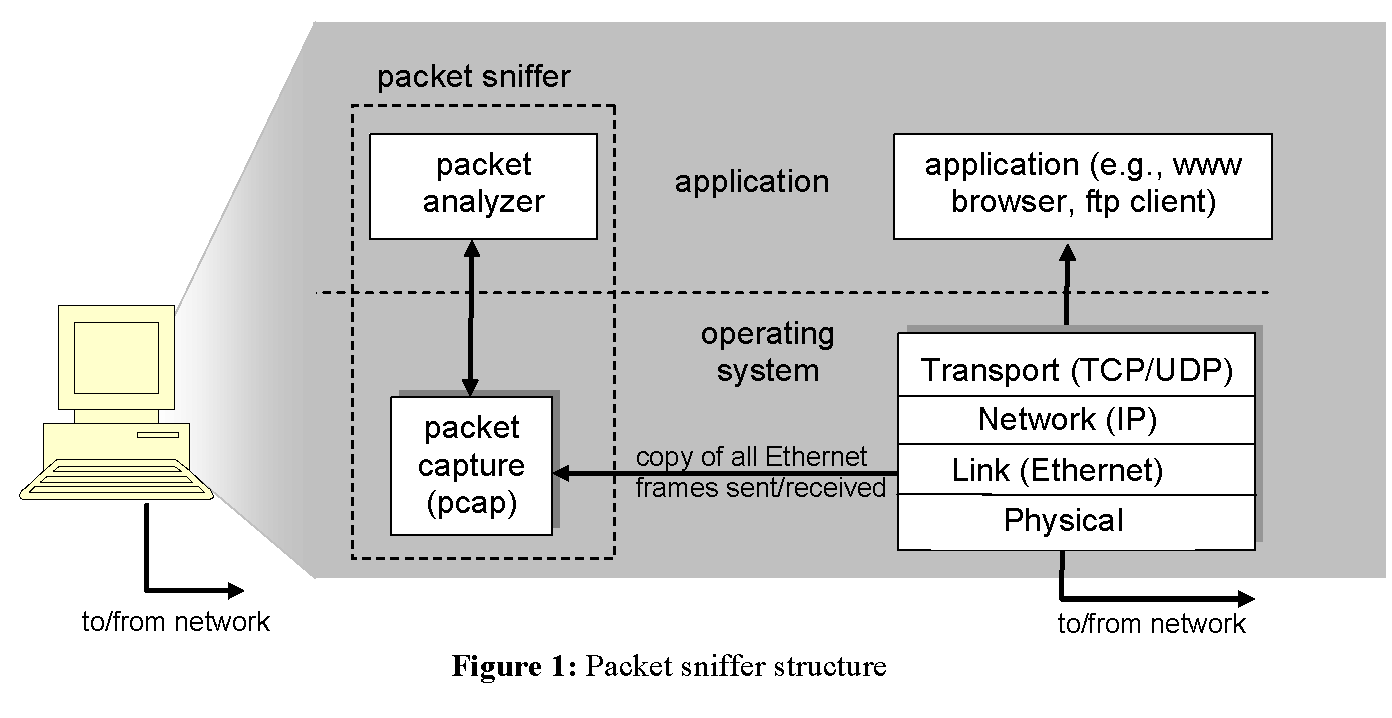 packet sniffer
packet
analyzer
application
application (e.g., www
browser, ftp client)
operating
system
packet
capture
(pcap)
copy of all Ethernet
frames sent/received
Transport (TCP/UDP)
Network (IP)
Link (Ethernet)
Physical
to/from network
to/from network
Figure 1: Packet sniffer structure